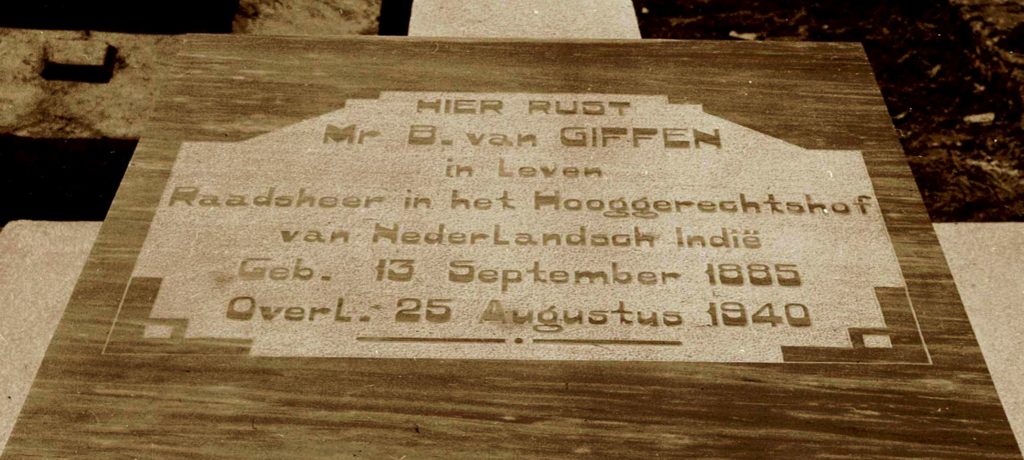 HIER RUST
Mr B. van GIFFEN
in Leven
Raadsheer in het Hooggerechtshof
van Nederlandsch Indië
Geb. 13 September 1885
Overl. 25 Augustus 1940